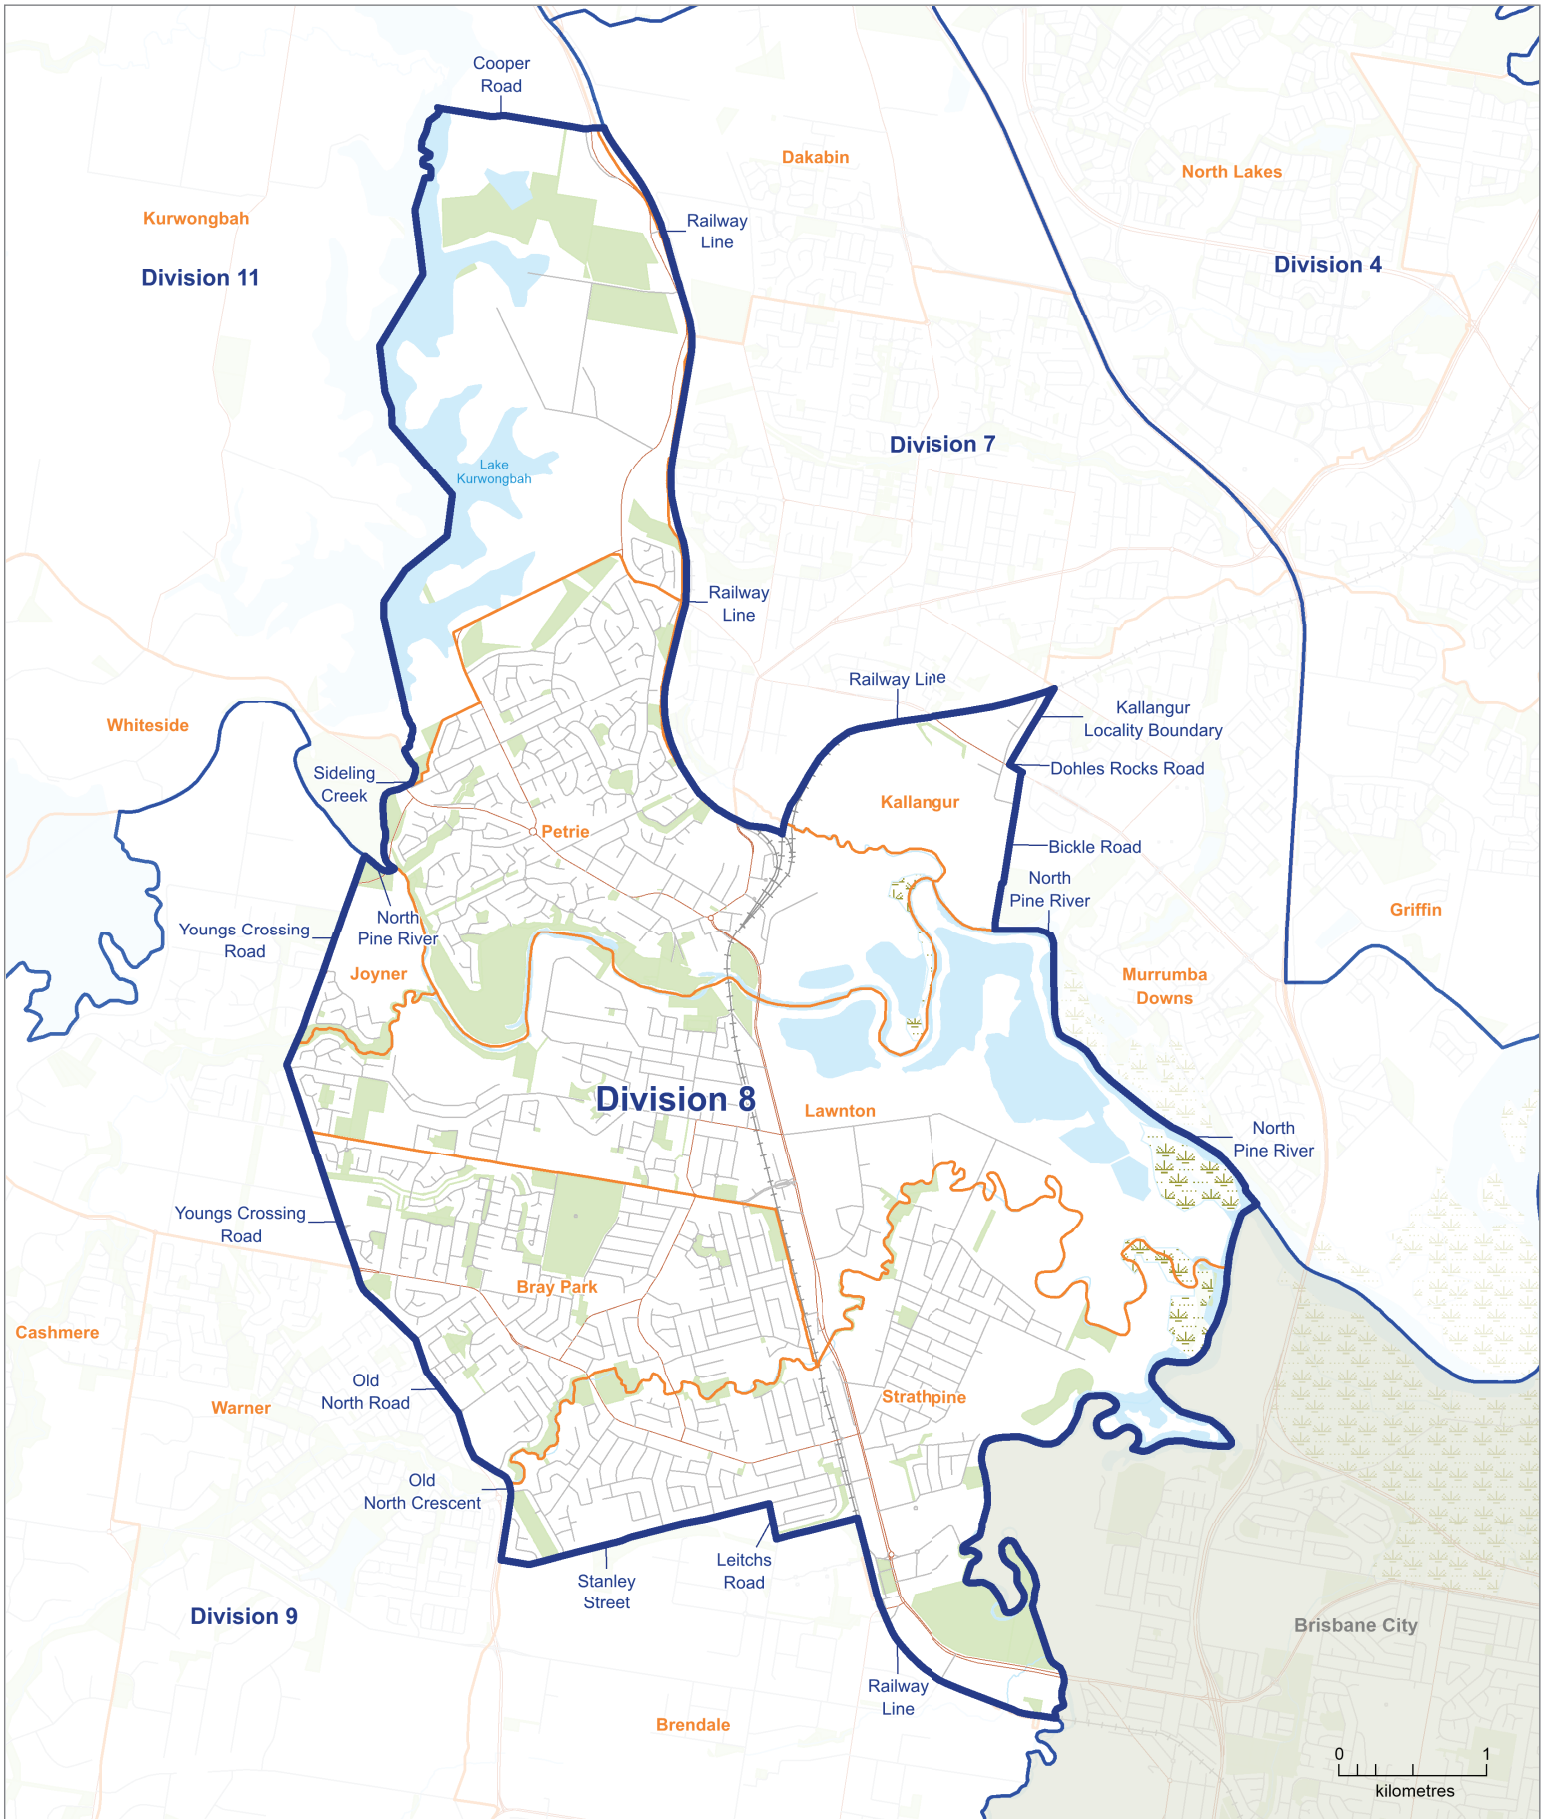 Cooper
Road
Dakabin
North Lakes
Kurwongbah
Railway
Line
Division 11
Division 4
Division 7
Lake
Kurwongbah
Railway
Line
Railway Line
Kallangur
Locality Boundary
Whiteside
Sideling
Creek
Dohles Rocks Road
Kallangur
Petrie
Bickle Road
North
Pine River
North
Pine River
Griffin
Youngs Crossing
Road
Joyner
Murrumba
Downs
Division 8
Lawnton
North
Pine River
Youngs Crossing
Road
Bray Park
Cashmere
Old
North Road
Warner
Strathpine
Old
North Crescent
Leitchs
Road
Stanley
Street
Division 9
Brisbane City
Railway
Line
Brendale
0 1
kilometres